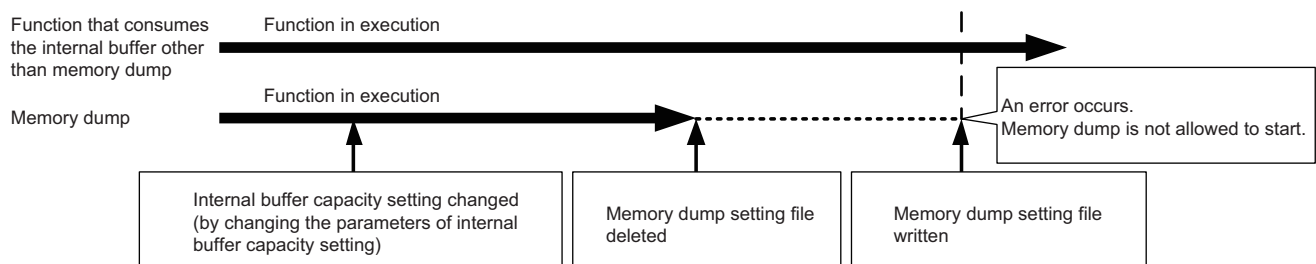 Function that consumes
the internal buffer other
than memory dump
Function in execution
Memory dump
Function in execution
An error occurs.
Memory dump is not allowed to start.
Internal buffer capacity setting changed
(by changing the parameters of internal
buffer capacity setting)
Memory dump setting file
deleted
Memory dump setting file
written